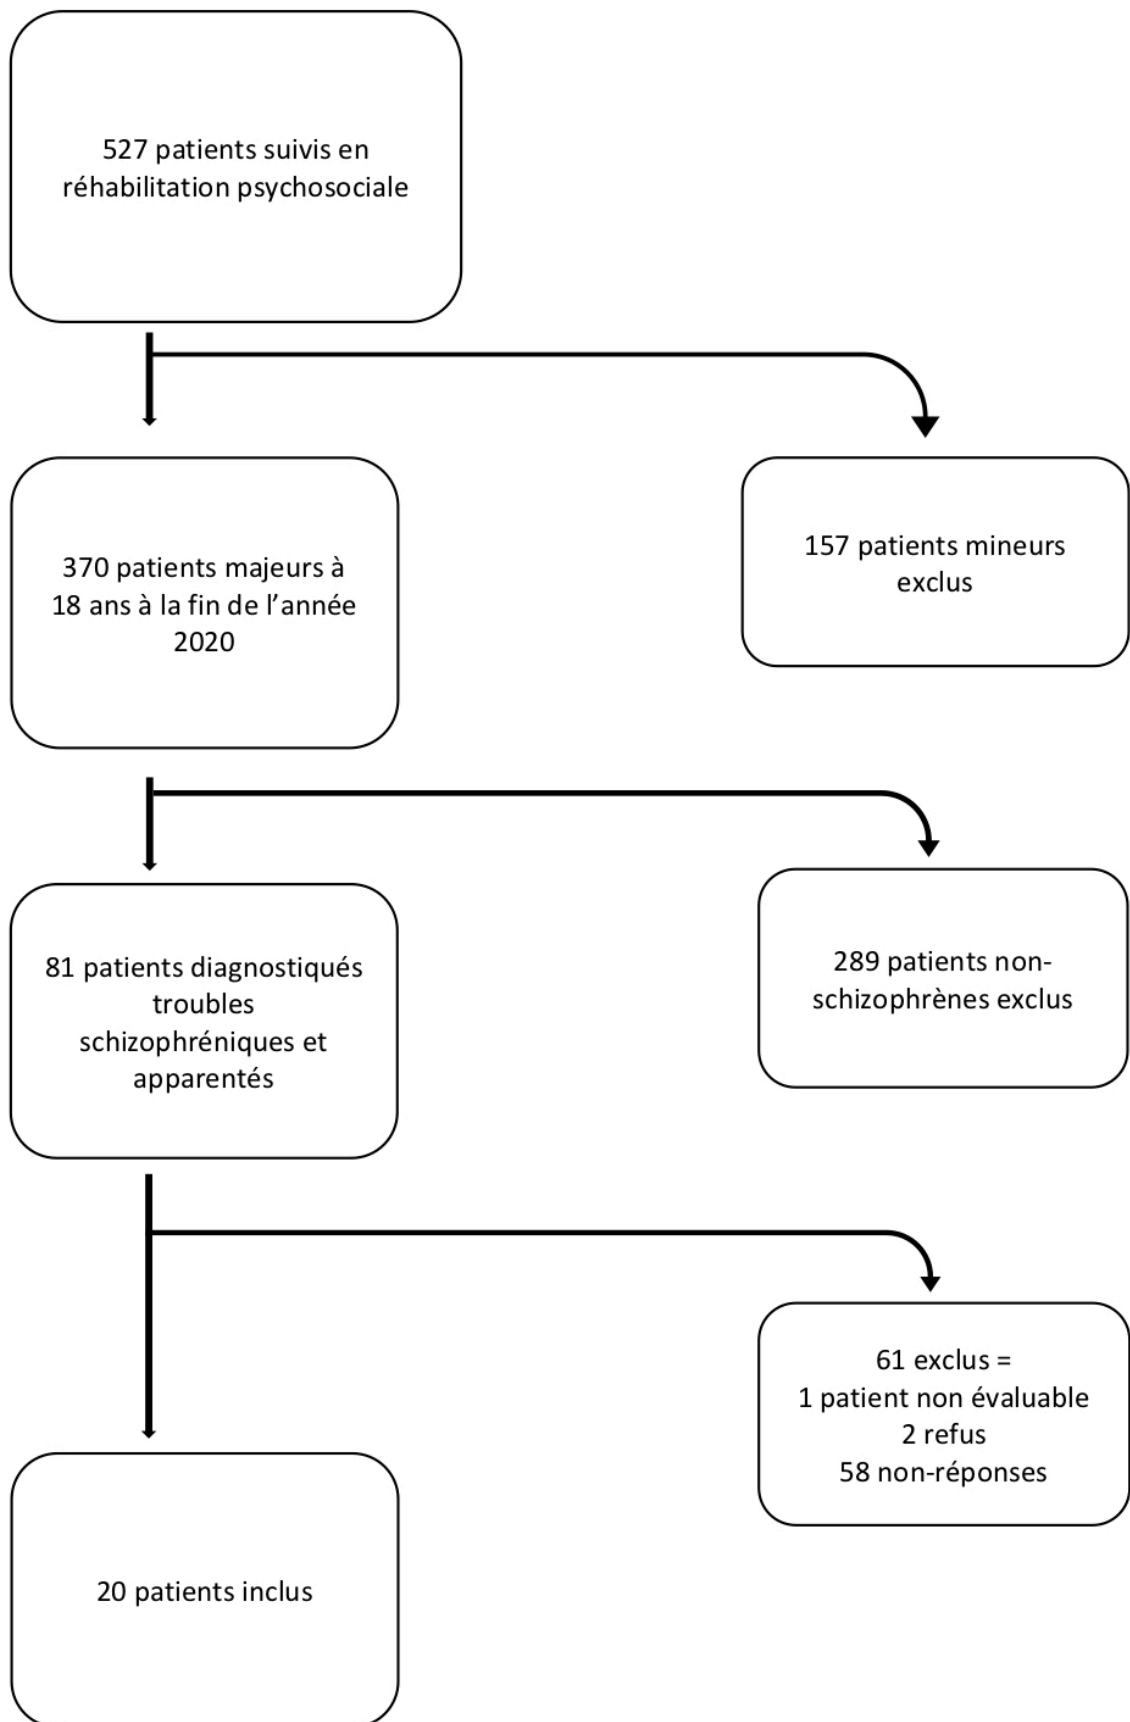 527 patients suivis en
réhabilitation psychosociale
370 patients majeurs à
18 ans à la fin de l’année
2020
157 patients mineurs
exclus
81 patients diagnostiqués
troubles
schizophréniques et
apparentés
289 patients non-
schizophrènes exclus
61 exclus =
1 patient non évaluable
2 refus
58 non-réponses
20 patients inclus